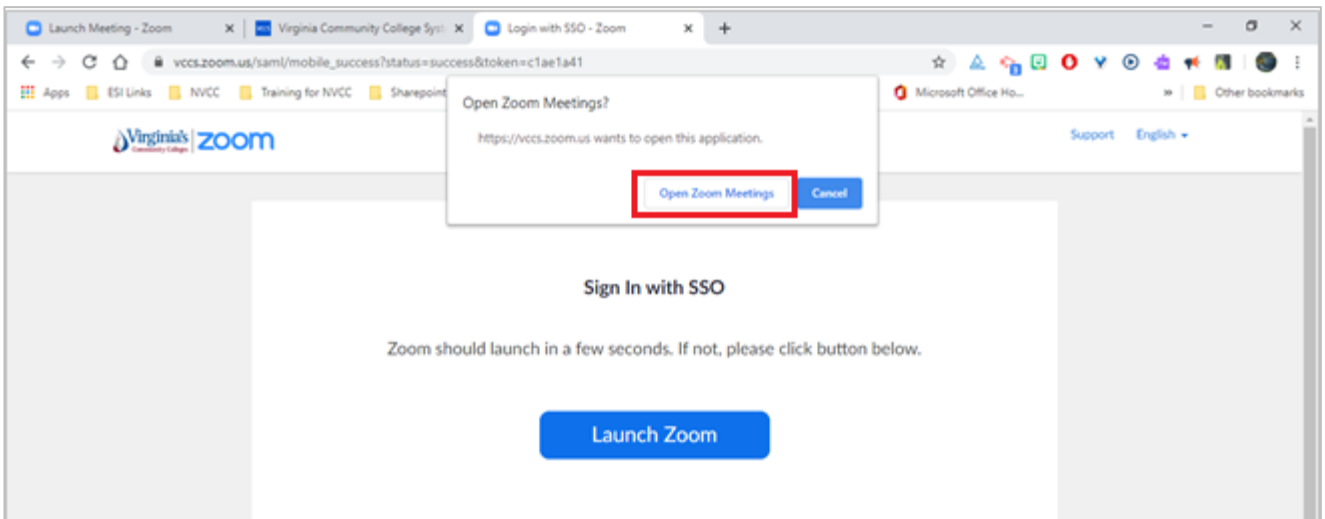 Launch Meeting - Zoom
Virginia Community College Syst
Login with SSO - Zoom
vccs.zoom.us/saml/mobile_success?status=success&token=c1ae1a41
Apps
ESI Links
NVCC
Training for NVCC
Sharepoint
Microsoft Office Ho...
Other bookmarks
Open Zoom Meetings?
https://vccs.zoom.us wants to open this application.
Open Zoom Meetings
Cancel
Virginia's
Community Colleges
zoom
Support
English
Sign In with SSO
Zoom should launch in a few seconds. If not, please click button below.
Launch Zoom